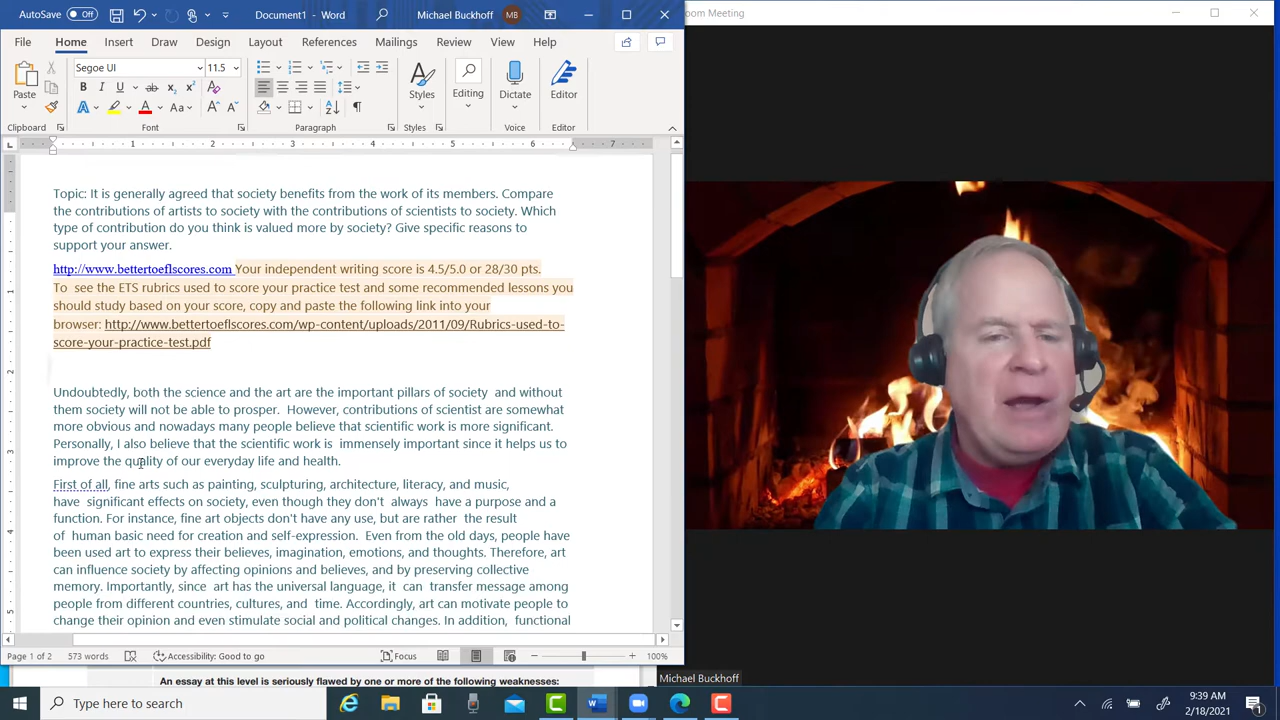 AutoSave
Document3 - Word
Michael Buckhoff
MB
oom Meeting
File
Home
Insert
Draw
Design
Layout
References
Mailings
Review
View
Help
Paste
Segoe UI
11.5
Styles
Editing
Dictate
Editor
Clipboard
Font
Paragraph
Styles
Voice
Editor
1 2 3 4 5 6 7
Topic: It is generally agreed that society benefits from the work of its members. Compare
the contributions of artists to society with the contributions of scientists to society. Which
type of contribution do you think is valued more by society? Give specific reasons to
support your answer.
http://www.bettertoeflscores.com Your independent writing score is 4.5/5.0 or 28/30 pts.
To see the ETS rubrics used to score your practice test and some recommended lessons you
should study based on your score, copy and paste the following link into your
browser: http://www.bettertoeflscores.com/wp-content/uploads/2011/09/Rubrics-used-to-
score-your-practice-test.pdf
Undoubtedly, both the science and the art are the important pillars of society and without
them society will not be able to prosper. However, contributions of scientist are somewhat
more obvious and nowadays many people believe that scientific work is more significant.
Personally, I also believe that the scientific work is immensely important since it helps us to
improve the quality of our everyday life and health.
First of all, fine arts such as painting, sculpturing, architecture, literacy, and music,
have significant effects on society, even though they don't always have a purpose and a
function. For instance, fine art objects don't have any use, but are rather the result
of human basic need for creation and self-expression. Even from the old days, people have
been used art to express their believes, imagination, emotions, and thoughts. Therefore, art
can influence society by affecting opinions and believes, and by preserving collective
memory. Importantly, since art has the universal language, it can transfer message among
people from different countries, cultures, and time. Accordingly, art can motivate people to
change their opinion and even stimulate social and political changes. In addition, functional
Page 1 of 2
573 words
Accessibility: Good to go
Focus
100%
An essay at this level is seriously flawed by one or more of the following weaknesses:
Michael Buckhoff
Type here to search
9:39 AM
2/18/2021